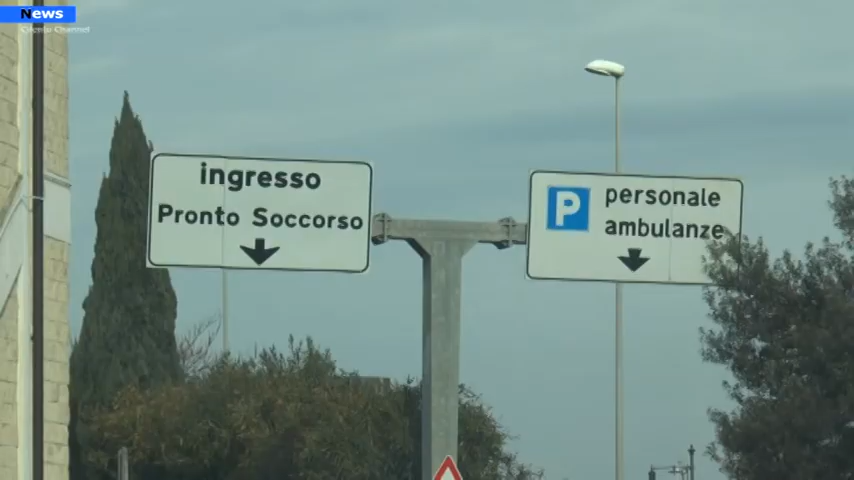 News
ingresso
Pronto Soccorso
P
personale
ambulanze